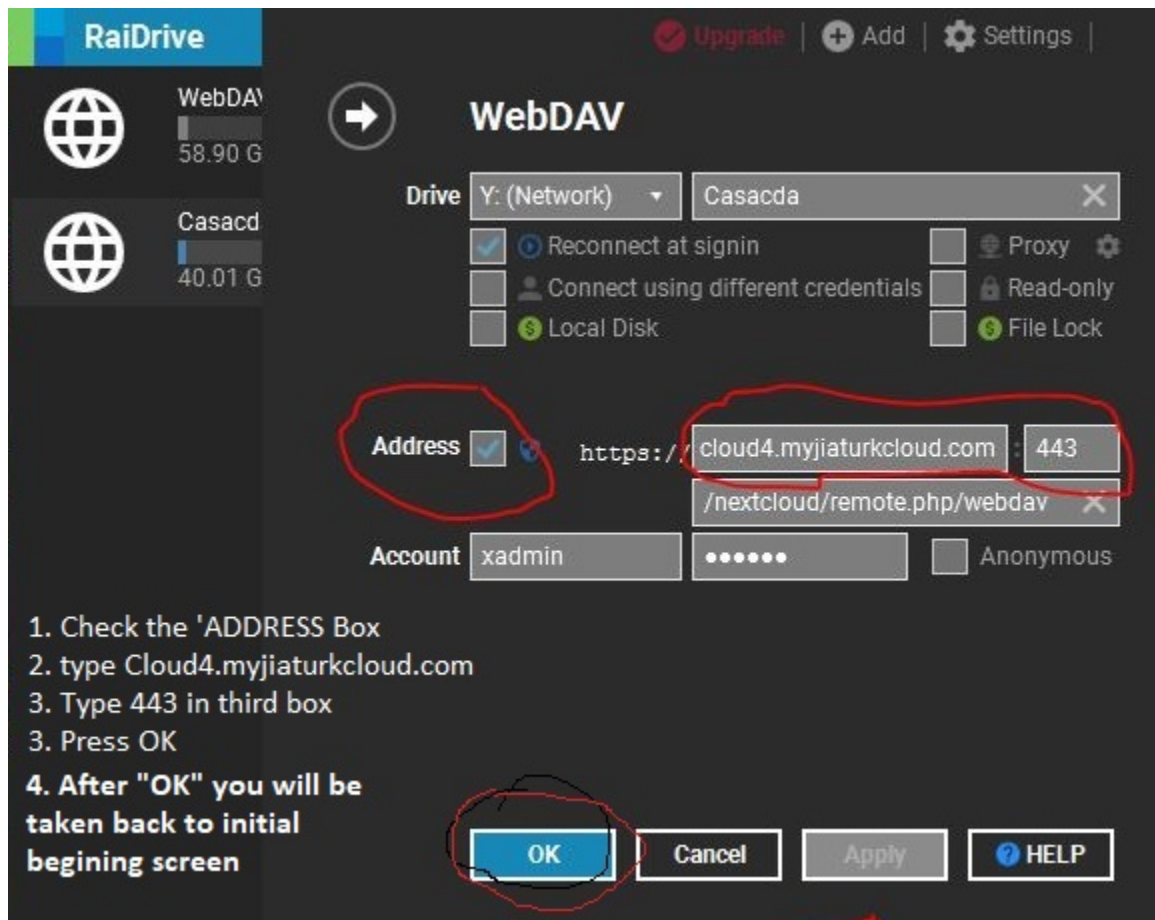 RaiDrive
Upgrade | Add | Settings |
WebDAV
58.90 G
Casacd
40.01 G
WebDAV
Drive Y: (Network) Casacda
Reconnect at signin Proxy
Connect using different credentials Read-only
$ Local Disk $ File Lock
Address https:// cloud4.myjiaturkcloud.com : 443
/nextcloud/remote.php/webdav
Account xadmin •••••• Anonymous
1. Check the 'ADDRESS Box
2. type Cloud4.myjiaturkcloud.com
3. Type 443 in third box
3. Press OK
4. After "OK" you will be
taken back to initial
begining screen
OK Cancel Apply ? HELP